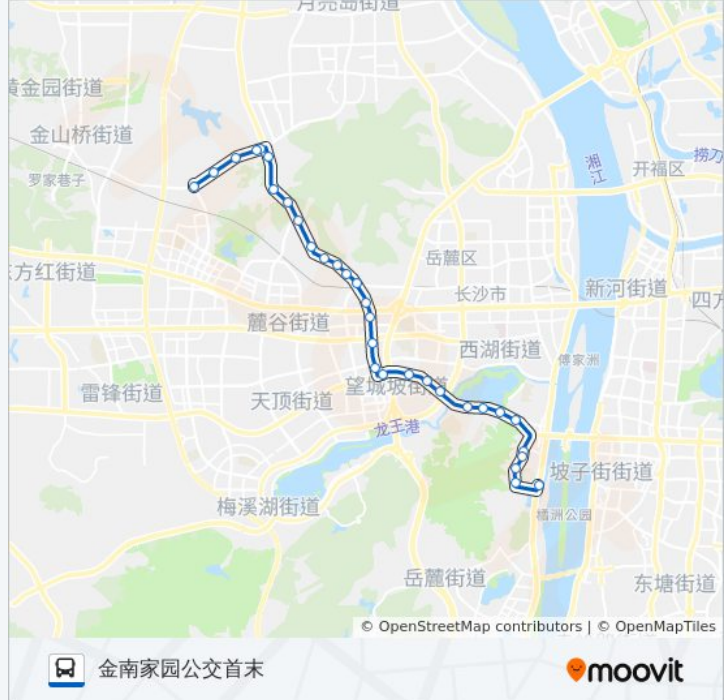 月亮岛街道
黄金园街道
金山桥街道
捞刀
湘江
开福区
罗家巷子
岳麓区
东方红街道
新河街道
长沙市
四方
麓谷街道
西湖街道
傅家洲
望城坡街道
雷锋街道
天顶街道
龙王港
坡子街街道
梅溪湖街道
橘洲公园
岳麓街道
东塘街道
© OpenStreetMap contributors | © OpenMapTiles
金南家园公交首末
moovit